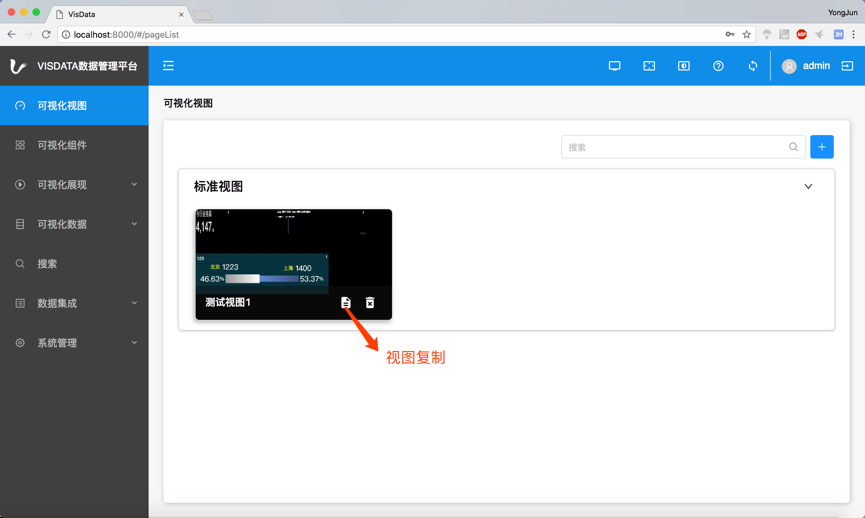 YongJun
VisData
localhost:8000/#/pageList
ABP
JH
VISDATA数据管理平台
admin
可视化视图
可视化组件
可视化展现
可视化数据
搜索
数据集成
系统管理
可视化视图
搜索
标准视图
4,147
123
北京 1223
上海 1400
46.63%
53.37%
测试视图1
视图复制